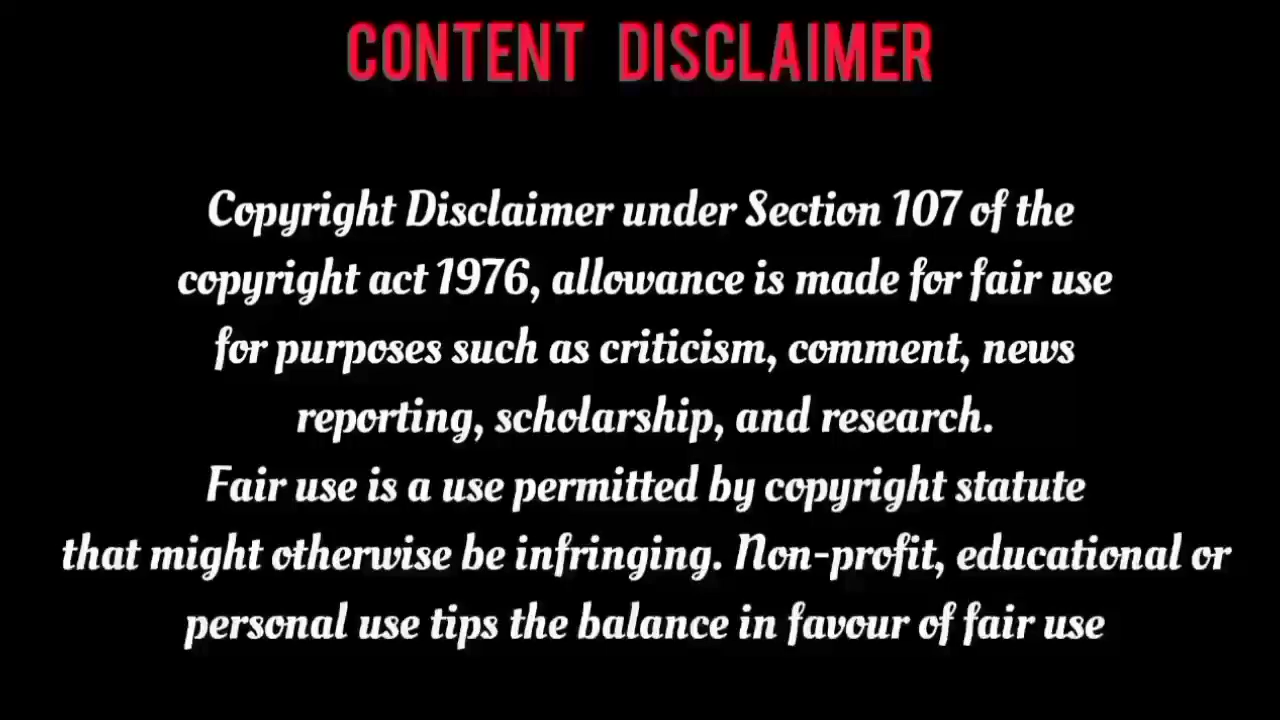 CONTENT DISCLAIMER
Copyright Disclaimer under Section 107 of the
copyright act 1976, allowance is made for fair use
for purposes such as criticism, comment, news
reporting, scholarship, and research.
Fair use is a use permitted by copyright statute
that might otherwise be infringing. Non-profit, educational or
personal use tips the balance in favour of fair use